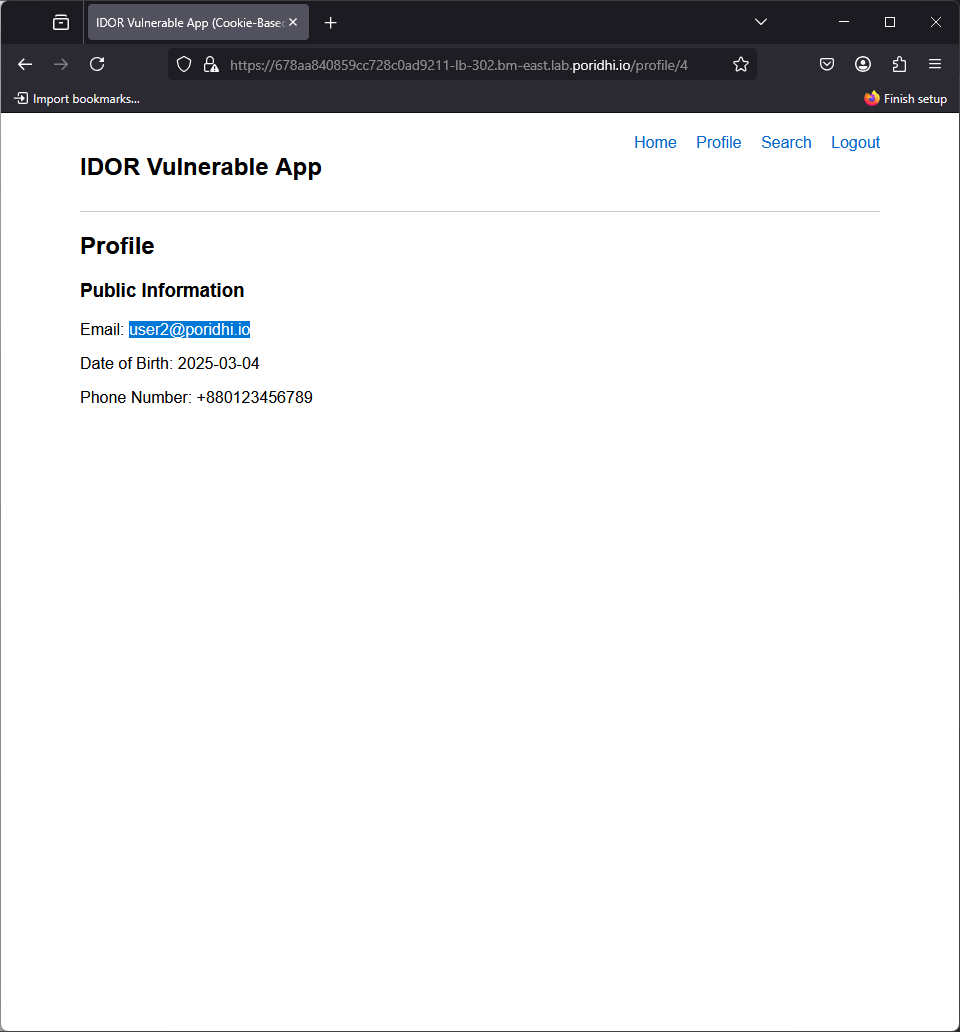 IDOR Vulnerable App (Cookie-Based
https://678aa840859cc728c0ad9211-lb-302.bm-east.lab.poridhi.io/profile/4
Import bookmarks...
Finish setup
Home Profile Search Logout
IDOR Vulnerable App
Profile
Public Information
Email: user2@poridhi.io
Date of Birth: 2025-03-04
Phone Number: +880123456789